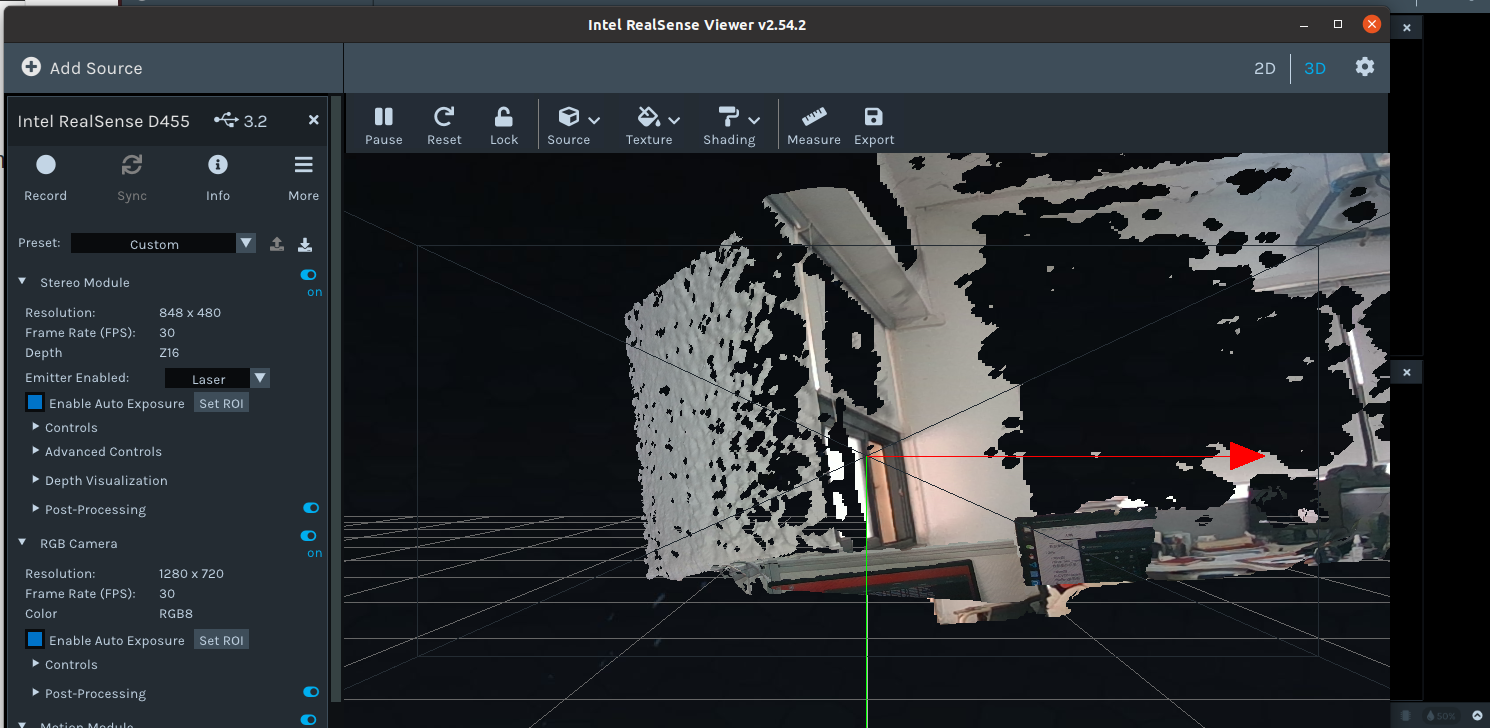 Intel RealSense Viewer v2.54.2
Add Source
2D
3D
Intel RealSense D455
3.2
Pause
Reset
Lock
Source
Texture
Shading
Measure
Export
Record
Sync
Info
More
Preset:
Custom
Stereo Module
on
Resolution:
848 x 480
Frame Rate (FPS):
30
Depth
Z16
Emitter Enabled:
Laser
Enable Auto Exposure
Set ROI
Controls
Advanced Controls
Depth Visualization
Post-Processing
RGB Camera
on
Resolution:
1280 x 720
Frame Rate (FPS):
30
Color
RGB8
Enable Auto Exposure
Set ROI
Controls
Post-Processing
Motion Module
50%